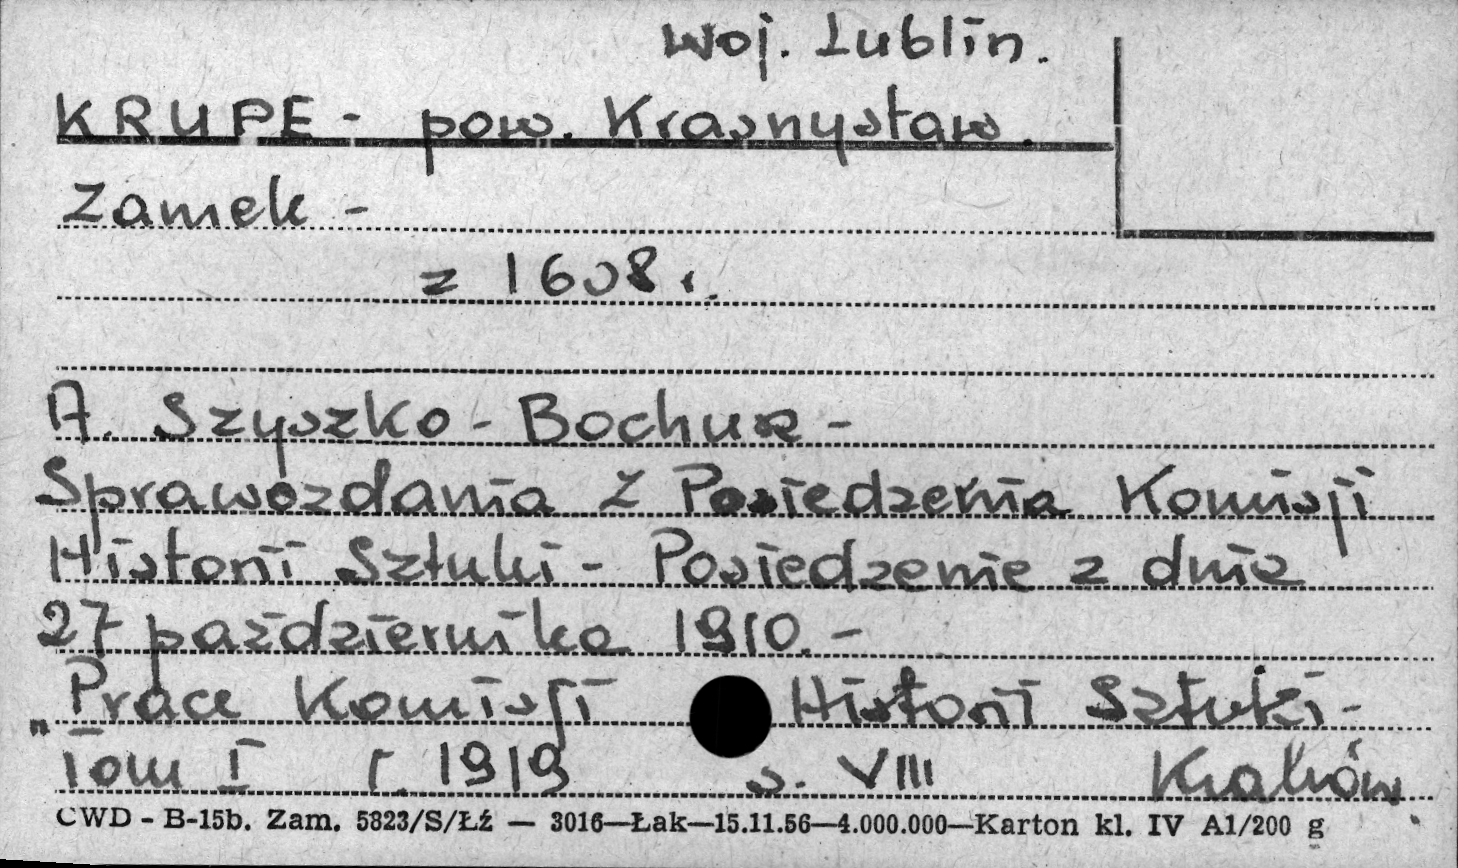 woj. Lublin.
KRUPE - pow. Krasnystaw.
Zamek -
z 1608 r.
A. Szyszko - Bohusz -
Sprawozdania z Posiedzenia Komisji
Historii Sztuki - Posiedzenie z dnia
27 października 1910. -
„Prace Komisji Historii Sztuki -
Tom I r. 1919 s. VIII Kraków.
CWD - B-15b. Zam. 5823/S/Łź — 3016—Łak—15.11.56—4.000.000—Karton kl. IV A1/200 g